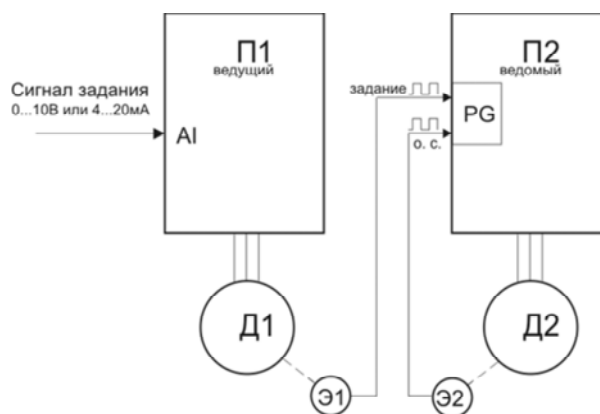 П1
ведущий
Сигнал задания
0...10В или 4...20мА
AI
Д1
Э1
П2
ведомый
задание
PG
о. с.
Д2
Э2